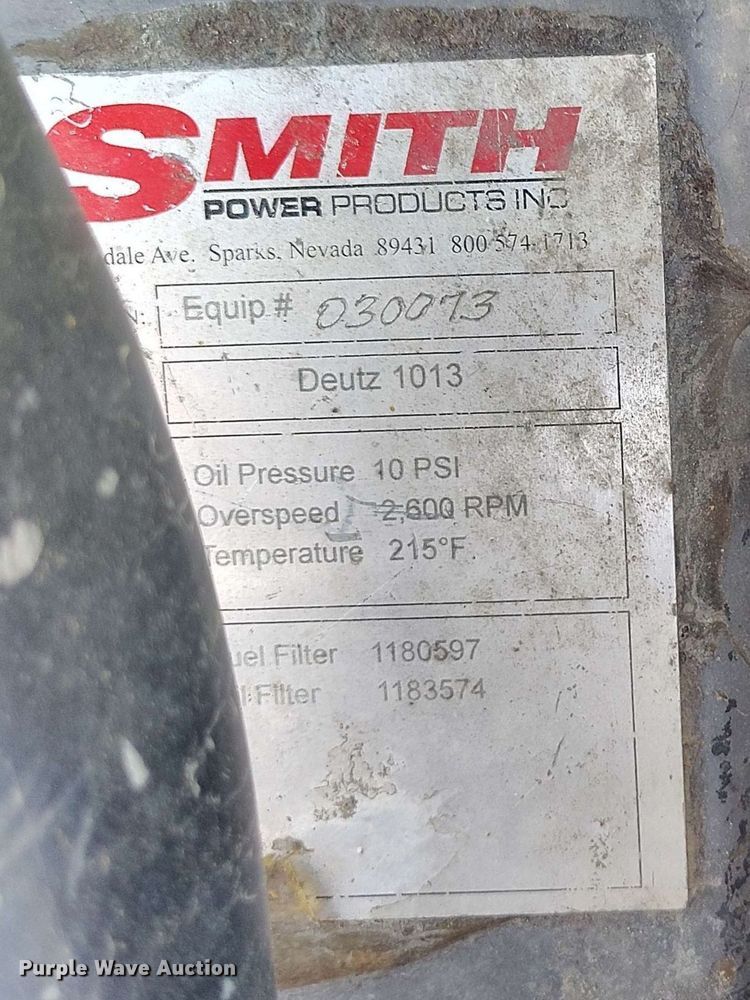 SMITH
POWER PRODUCTS INC
dale Ave. Sparks, Nevada 89431 800 574 1713
Equip # 030073
Deutz 1013
Oil Pressure 10 PSI
Overspeed 2,600 RPM
Temperature 215°F.
uel Filter 1180597
l Filter 1183574
Purple Wave Auction